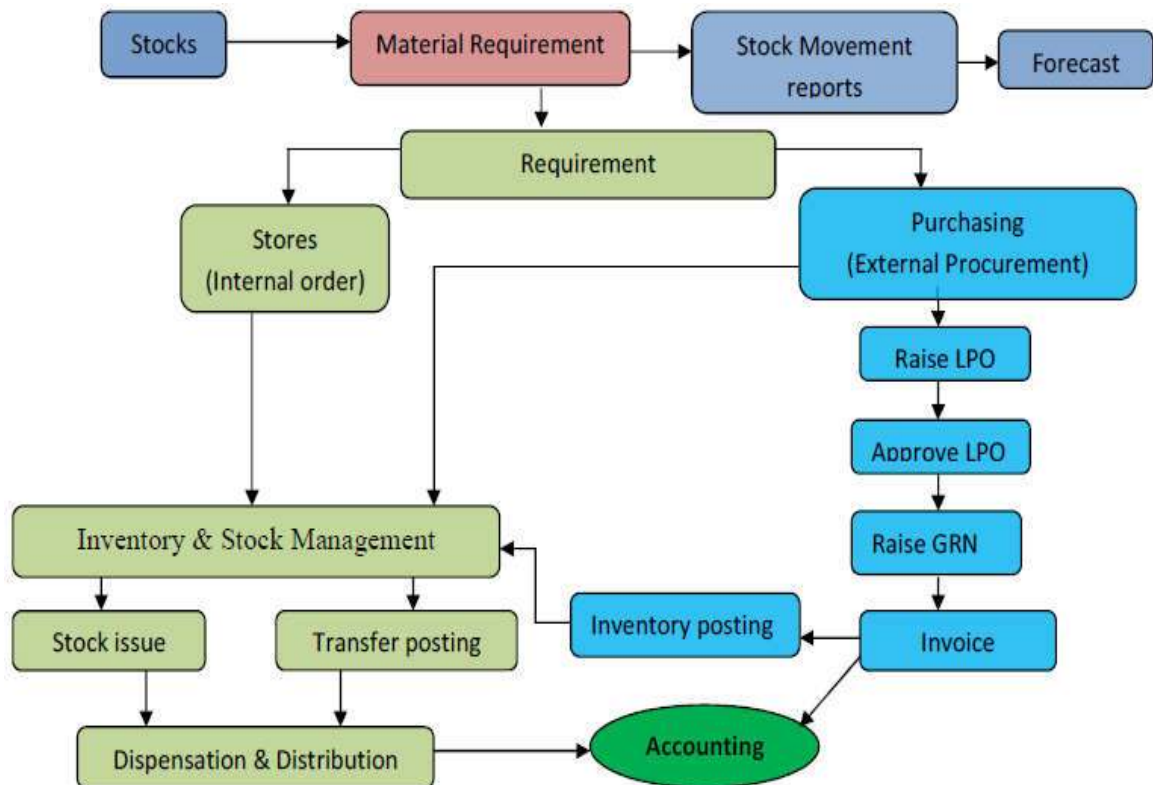 Stocks
Material Requirement
Stock Movement
reports
Forecast
Requirement
Stores
(Internal order)
Purchasing
(External Procurement)
Raise LPO
Approve LPO
Raise GRN
Inventory & Stock Management
Stock issue
Transfer posting
Inventory posting
Invoice
Dispensation & Distribution
Accounting